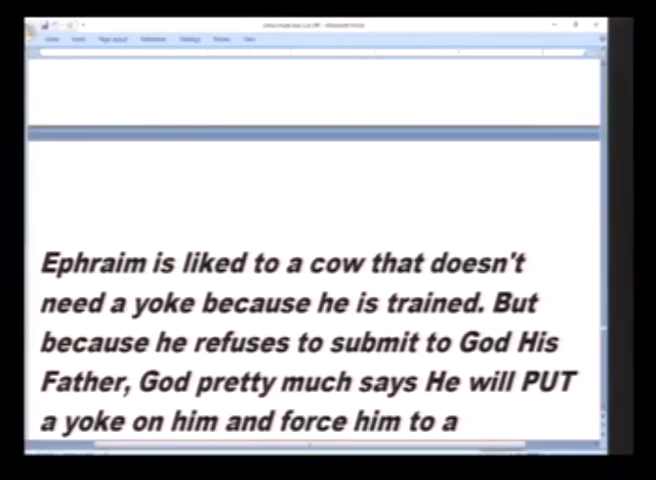 Ephraim is liked to a cow that doesn't
need a yoke because he is trained. But
because he refuses to submit to God His
Father, God pretty much says He will PUT
a yoke on him and force him to a